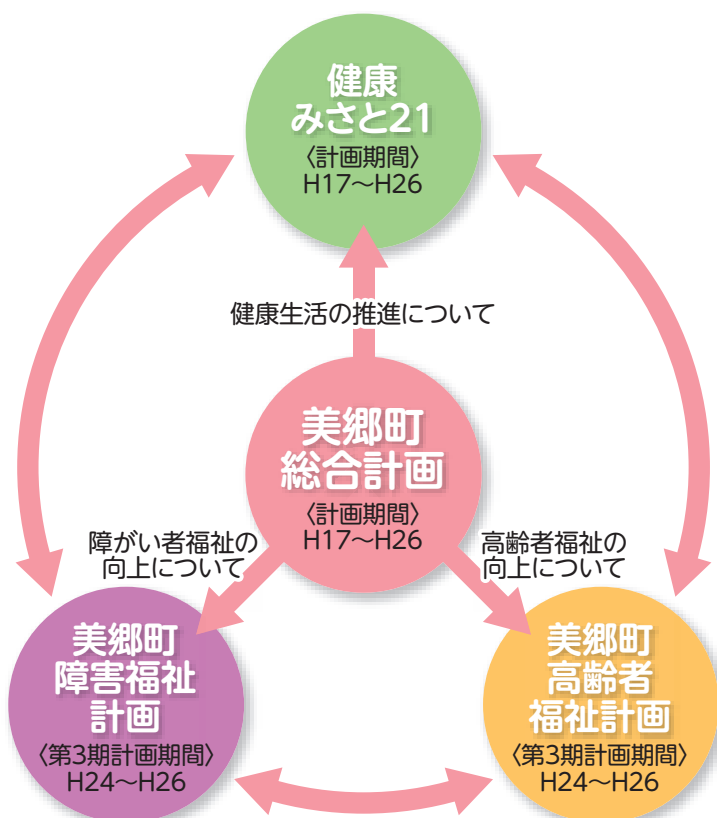 健康
みさと21
〈計画期間〉
H17〜H26
健康生活の推進について
美郷町
総合計画
〈計画期間〉
H17〜H26
障がい者福祉の
向上について
高齢者福祉の
向上について
美郷町
障害福祉
計画
〈第3期計画期間〉
H24〜H26
美郷町
高齢者
福祉計画
〈第3期計画期間〉
H24〜H26